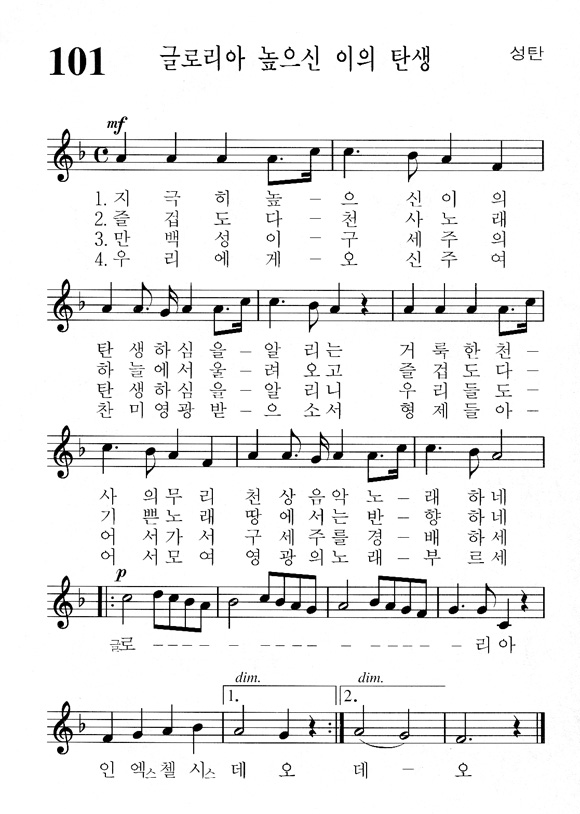 101 글로리아 높으신 이의 탄생 성탄
mf
1. 지 극 히 높 – 으 신 이 의
2. 즐 겁 도 다 – 천 사 노 래
3. 만 백 성 이 – 구 세 주 의
4. 우 리 에 게 – 오 신 주 여
탄 생 하 심 을 – 알 리 는 거 룩 한 천 –
하 늘 에 서 울 – 려 오 고 즐 겁 도 다 –
탄 생 하 심 을 – 알 리 니 우 리 들 도 –
찬 미 영 광 받 – 으 소 서 형 제 들 아 –
사 의 무 리 천 상 음 악 노 – 래 하 네
기 쁜 노 래 땅 에 서 는 반 – 향 하 네
어 서 가 서 구 세 주 를 경 – 배 하 세
어 서 모 여 영 광 의 노 래 – 부 르 세
p
글로 – – – – – – – – – – – – 리 아
dim. dim.
1. 2.
인 엑스첼 시스 데 오 데 – 오